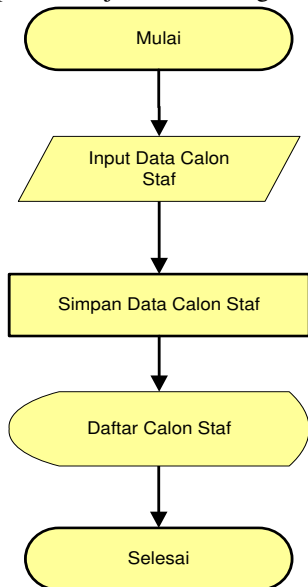 Mulai
Input Data Calon
Staf
Simpan Data Calon Staf
Daftar Calon Staf
Selesai